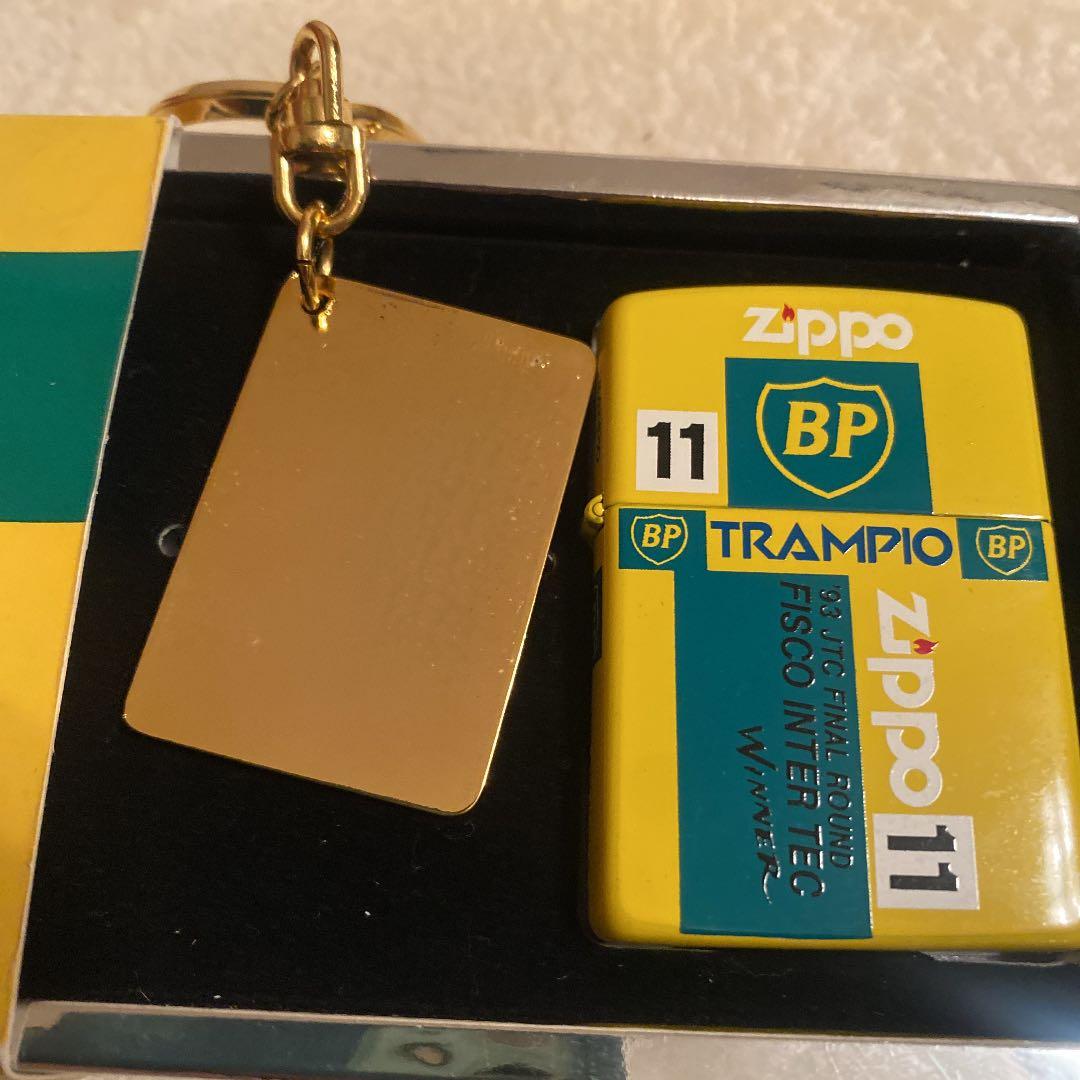 zippo
BP
11
BP
TRAMPIO
BP
'93 JTC FINAL ROUND
FISCO INTER TEC
WINNER
zippo
11